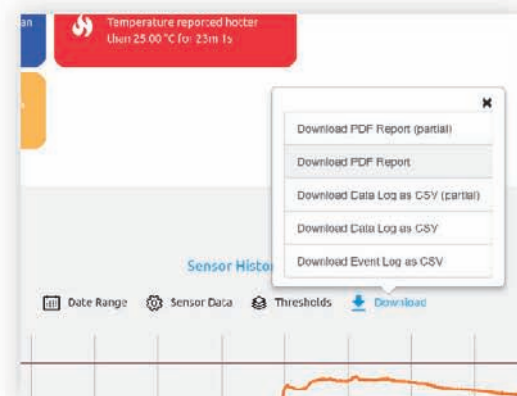 an
Temperature reported hotter
than 25.00 °C for 23m 1s
Download PDF Report (partial)
Download PDF Report
Download Data Log as CSV (partial)
Download Data Log as CSV
Download Event Log as CSV
Sensor Histo
Date Range
Sensor Data
Thresholds
Download